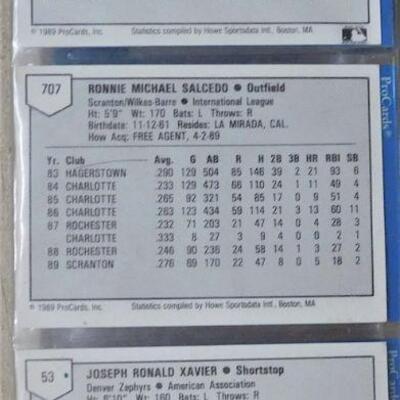 © 1989 ProCards, Inc. Statistics compiled by Howe Sportsdata Intl., Boston, MA
707 RONNIE MICHAEL SALCEDO ● Outfield
Scranton/Wilkes-Barre ● International League
Ht: 5'9" Wt: 170 Bats: L Throws: R
Birthdate: 11-12-61 Resides: LA MIRADA, CAL.
How Acq: FREE AGENT, 4-2-89
Yr. Club Avg. G AB R H 2B 3B HR RBI SB
83 HAGERSTOWN .290 129 504 85 146 39 2 21 93 6
84 CHARLOTTE .233 129 473 66 110 24 1 11 49 4
85 CHARLOTTE .265 92 321 54 85 17 0 9 51 4
86 CHARLOTTE .263 123 434 59 114 21 3 13 60 11
87 ROCHESTER .232 71 203 21 47 14 0 4 28 3
CHARLOTTE .333 8 27 3 9 4 0 0 3 0
88 ROCHESTER .246 90 236 24 58 14 1 3 27 2
89 SCRANTON .276 69 170 22 47 8 0 5 18 2
© 1989 ProCards, Inc. Statistics compiled by Howe Sportsdata Intl., Boston, MA
ProCards
53 JOSEPH RONALD XAVIER ● Shortstop
Denver Zephyrs ● American Association
Wt: 160 Bats: L Throws: R